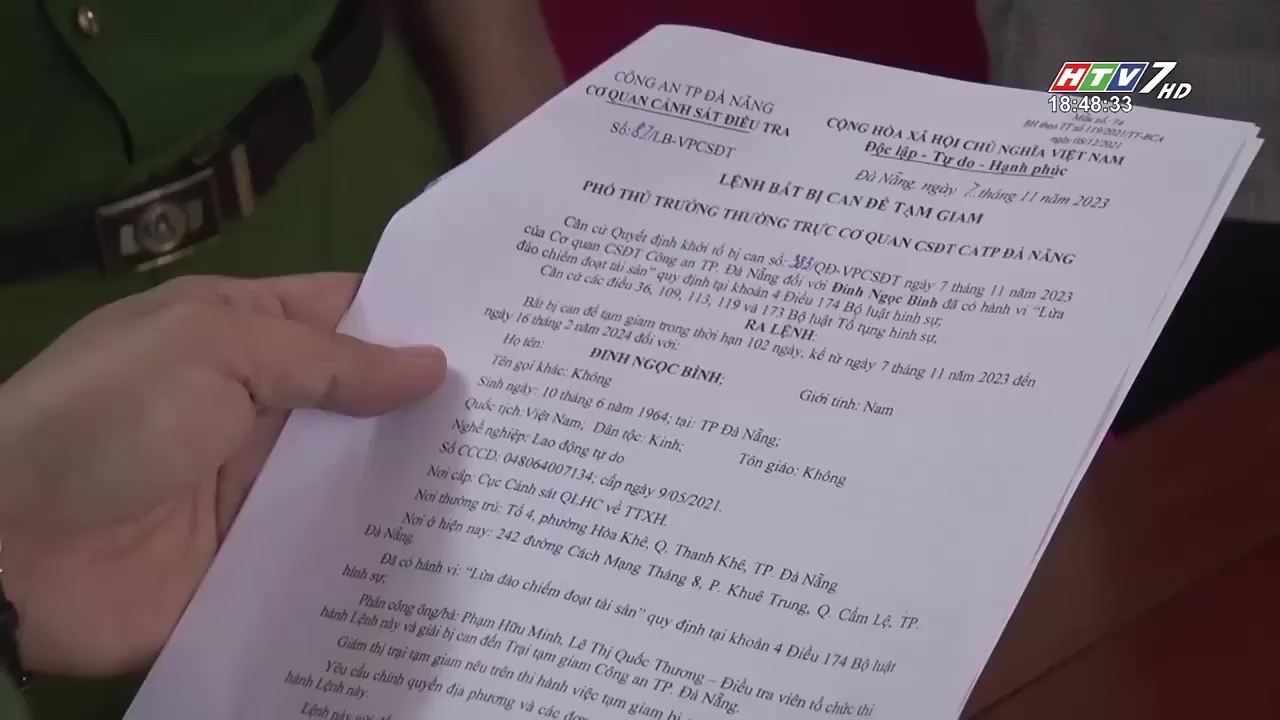 HTV7 HD
18:48:33
CÔNG AN TP ĐÀ NẴNG
CƠ QUAN CẢNH SÁT ĐIỀU TRA
Số: 87/LB-VPCSĐT
Mẫu số: 74
BH theo TT số 119/2021/TT-BCA
ngày 08/12/2021
CỘNG HÒA XÃ HỘI CHỦ NGHĨA VIỆT NAM
Độc lập - Tự do - Hạnh phúc
Đà Nẵng, ngày 7 tháng 11 năm 2023
LỆNH BẮT BỊ CAN ĐỂ TẠM GIAM
PHÓ THỦ TRƯỞNG THƯỜNG TRỰC CƠ QUAN CSĐT CATP ĐÀ NẴNG
Căn cứ Quyết định khởi tố bị can số: /QĐ-VPCSĐT ngày 7 tháng 11 năm 2023
của Cơ quan CSĐT Công an TP. Đà Nẵng đối với Đinh Ngọc Bình đã có hành vi “Lừa
đảo chiếm đoạt tài sản” quy định tại khoản 4 Điều 174 Bộ luật hình sự;
Căn cứ các điều 36, 109, 113, 119 và 173 Bộ luật Tố tụng hình sự,
RA LỆNH:
Bắt bị can để tạm giam trong thời hạn 102 ngày, kể từ ngày 7 tháng 11 năm 2023 đến
ngày 16 tháng 2 năm 2024 đối với:
Họ tên: ĐINH NGỌC BÌNH; Giới tính: Nam
Tên gọi khác: Không
Sinh ngày: 10 tháng 6 năm 1964; tại: TP Đà Nẵng;
Quốc tịch: Việt Nam; Dân tộc: Kinh; Tôn giáo: Không
Nghề nghiệp: Lao động tự do
Số CCCD: 048064007134; cấp ngày 9/05/2021.
Nơi cấp: Cục Cảnh sát QLHC về TTXH.
Nơi thường trú: Tổ 4, phường Hòa Khê, Q. Thanh Khê, TP. Đà Nẵng
Nơi ở hiện nay: 242 đường Cách Mạng Tháng 8, P. Khuê Trung, Q. Cẩm Lệ, TP.
Đà Nẵng.
Đã có hành vi: “Lừa đảo chiếm đoạt tài sản” quy định tại khoản 4 Điều 174 Bộ luật
hình sự;
Phân công ông/bà: Phạm Hữu Minh, Lê Thị Quốc Thương – Điều tra viên tổ chức thi
hành Lệnh này và giải bị can đến Trại tạm giam Công an TP. Đà Nẵng.
Giám thị trại tạm giam nêu trên thi hành việc tạm giam bị
Yêu cầu chính quyền địa phương và các
hành Lệnh này.
Lệnh này